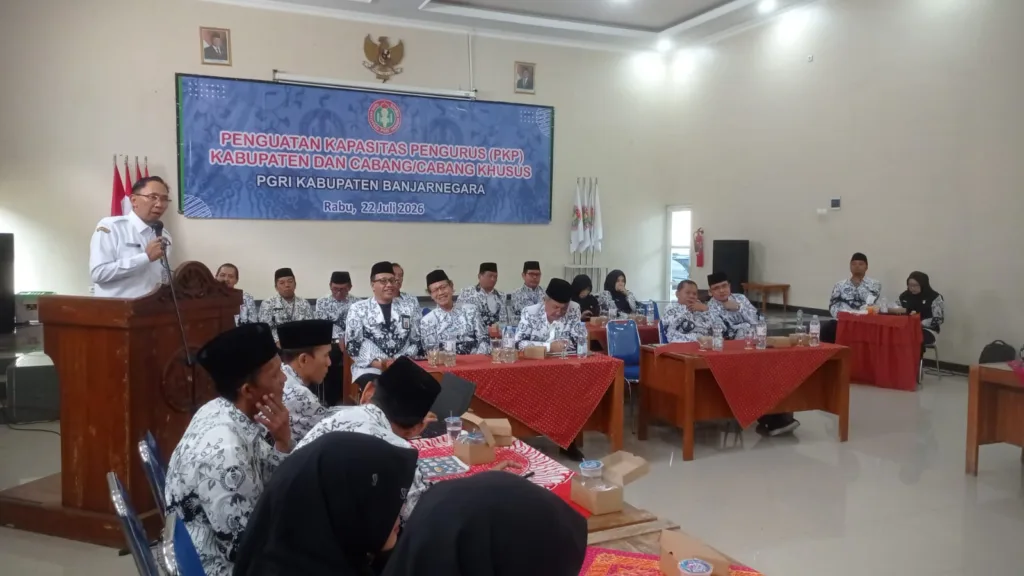 PENGUATAN KAPASITAS PENGURUS (PKP)
KABUPATEN DAN CABANG/CABANG KHUSUS
PGRI KABUPATEN BANJARNEGARA
Rabu, 22 Juli 2026